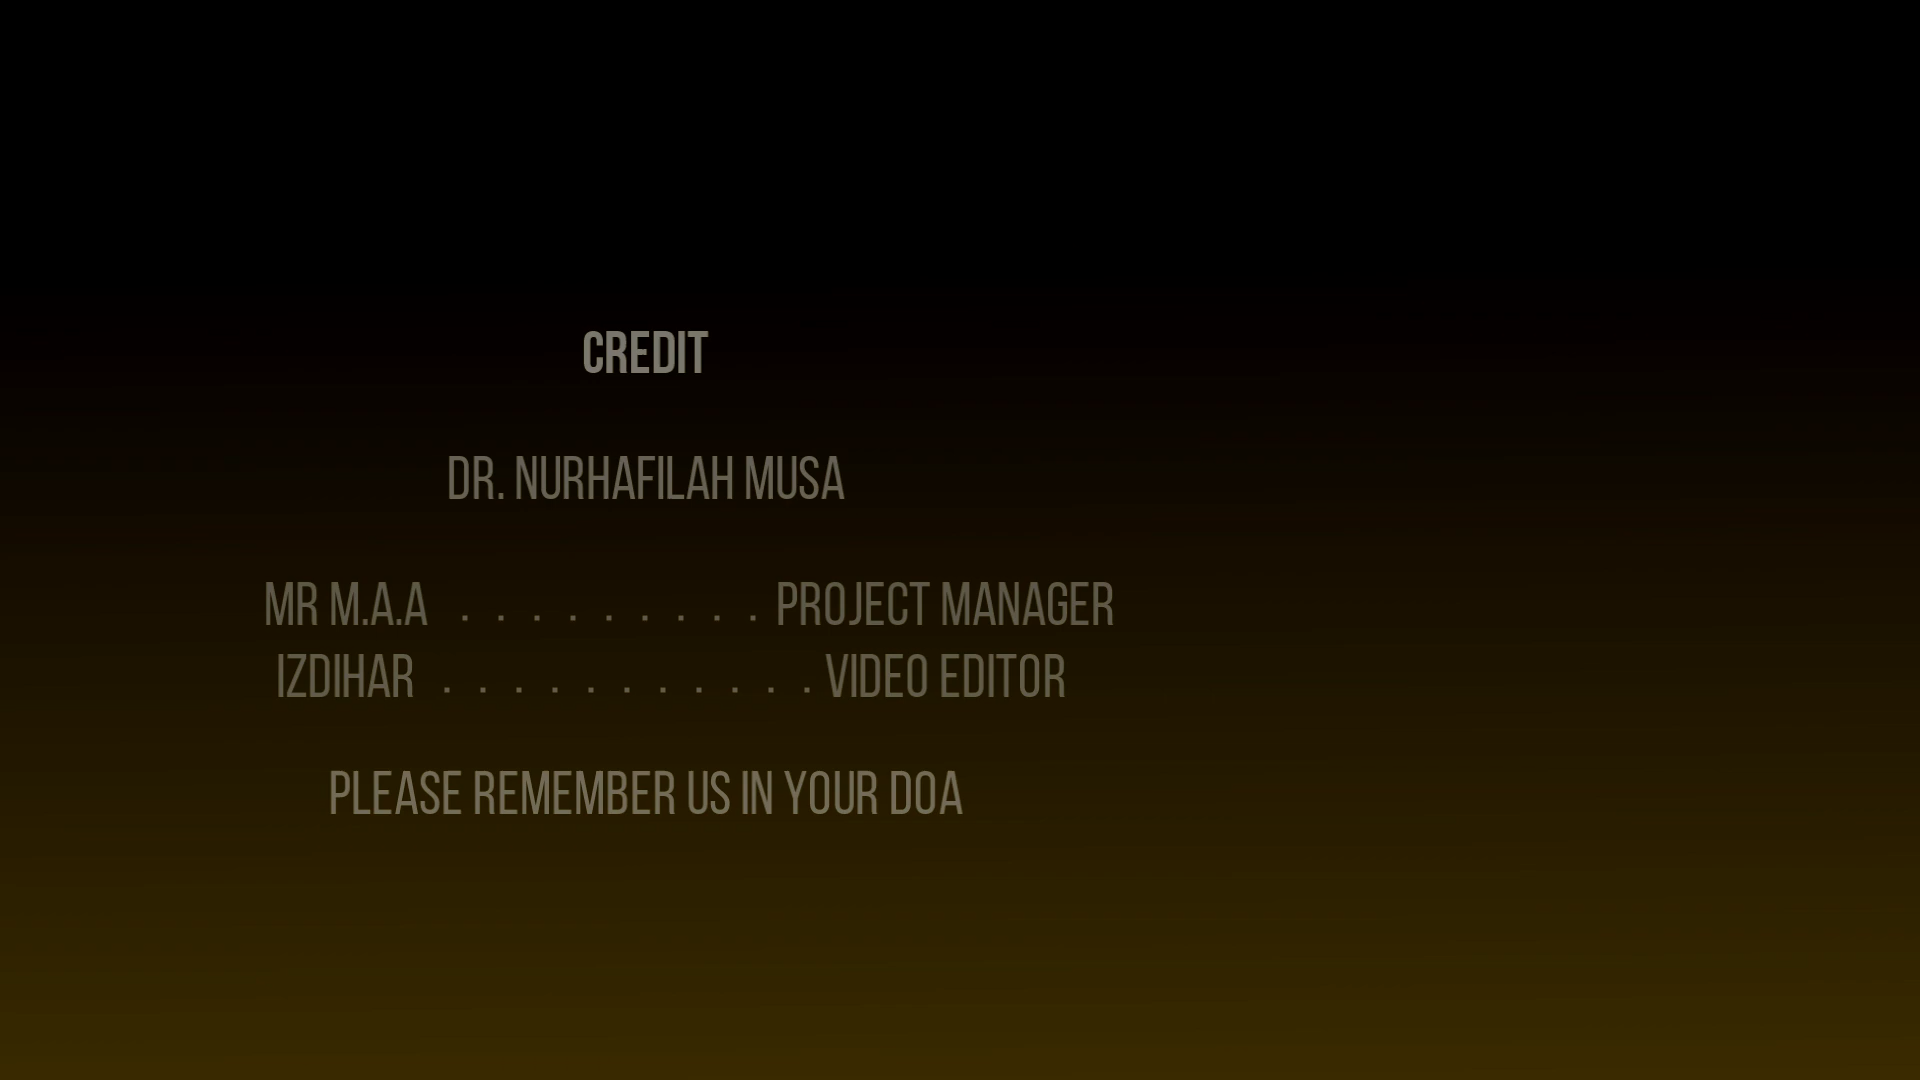 CREDIT
DR. NURHAFILAH MUSA
MR M.A.A . . . . . . . . . PROJECT MANAGER
IZDIHAR . . . . . . . . . . . VIDEO EDITOR
PLEASE REMEMBER US IN YOUR DOA